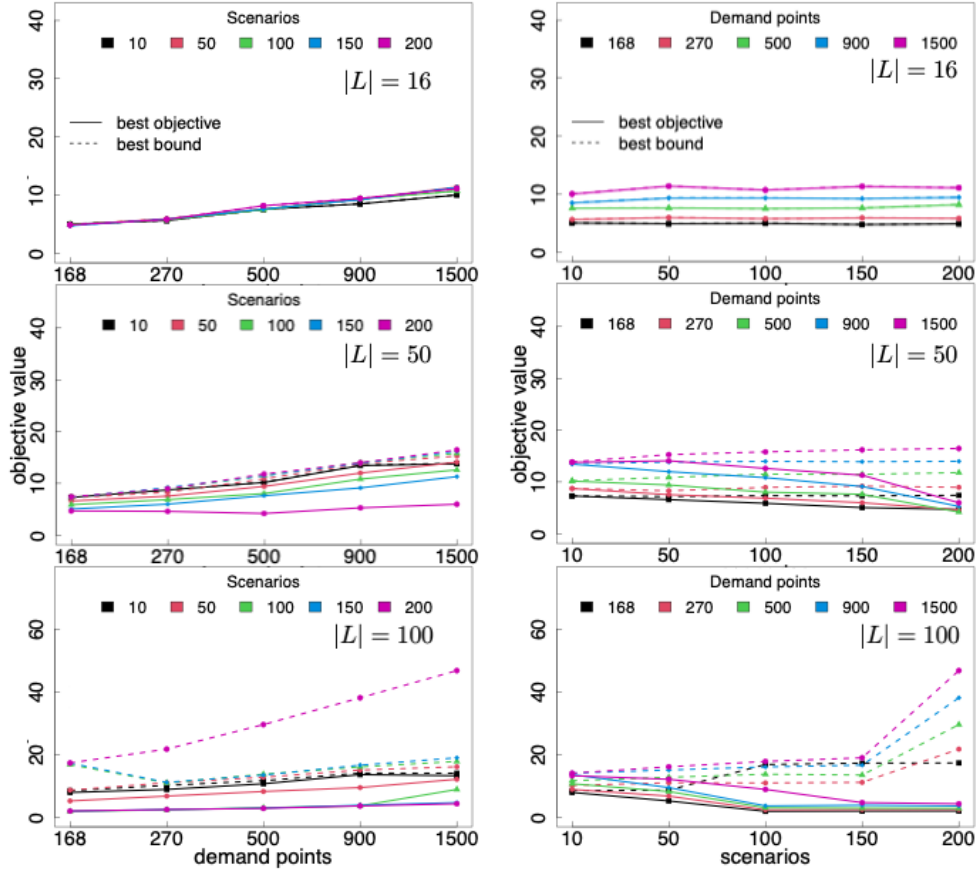 Scenarios
10 50 100 150 200
|L| = 16
best objective
best bound
40
30
20
10
0
168 270 500 900 1500
Demand points
168 270 500 900 1500
|L| = 16
best objective
best bound
40
30
20
10
0
10 50 100 150 200
Scenarios
10 50 100 150 200
|L| = 50
objective value
40
30
20
10
0
168 270 500 900 1500
Demand points
168 270 500 900 1500
|L| = 50
objective value
40
30
20
10
0
10 50 100 150 200
Scenarios
10 50 100 150 200
|L| = 100
60
40
20
0
168 270 500 900 1500
demand points
Demand points
168 270 500 900 1500
|L| = 100
60
40
20
0
10 50 100 150 200
scenarios